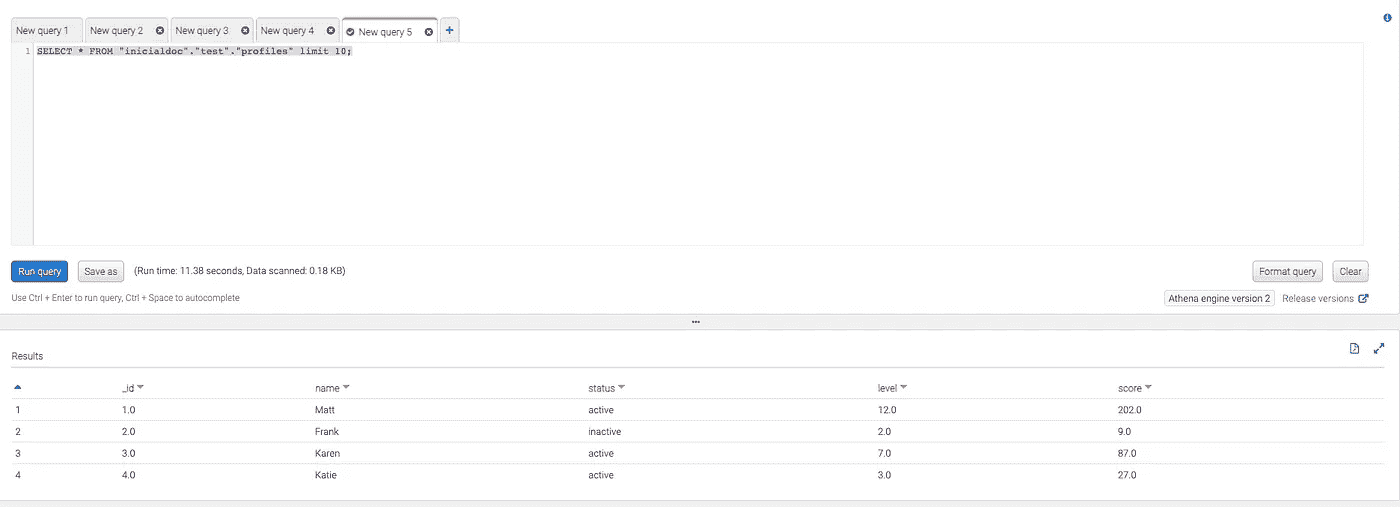 New query 1 New query 2 New query 3 New query 4 New query 5
1 SELECT * FROM "inicialdoc"."test"."profiles" limit 10;
Run query Save as (Run time: 11.38 seconds, Data scanned: 0.18 KB) Format query Clear
Use Ctrl + Enter to run query, Ctrl + Space to autocomplete Athena engine version 2 Release versions
Results
_id name status level score
1 1.0 Matt active 12.0 202.0
2 2.0 Frank inactive 2.0 9.0
3 3.0 Karen active 7.0 87.0
4 4.0 Katie active 3.0 27.0